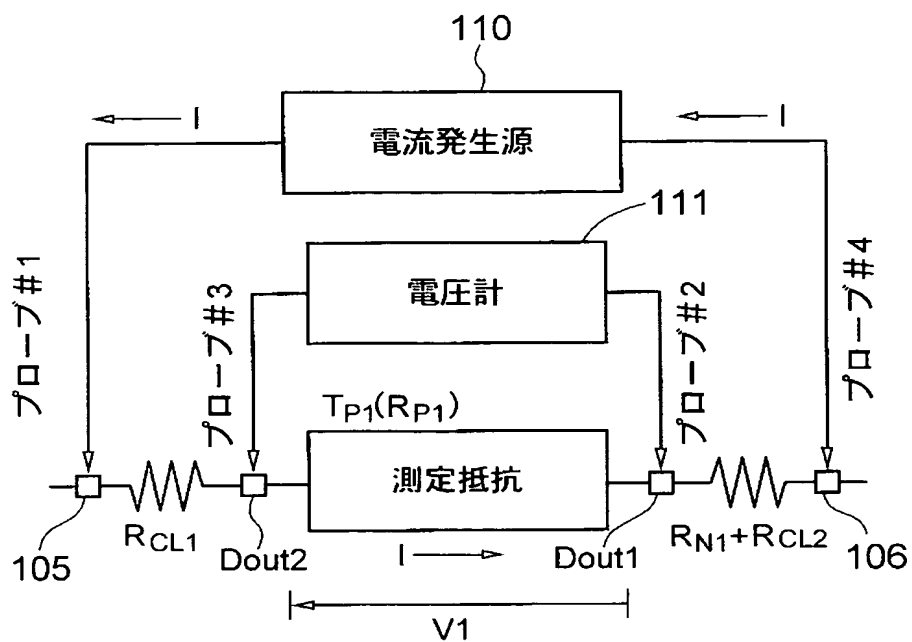 110
I
I
電流発生源
111
プローブ#1
プローブ#3
電圧計
プローブ#2
プローブ#4
TP1(RP1)
測定抵抗
105
RCL1
Dout2
I
Dout1
RN1+RCL2
106
V1